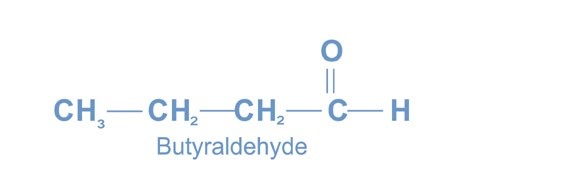 O
CH₃ CH₂ CH₂ C H
Butyraldehyde